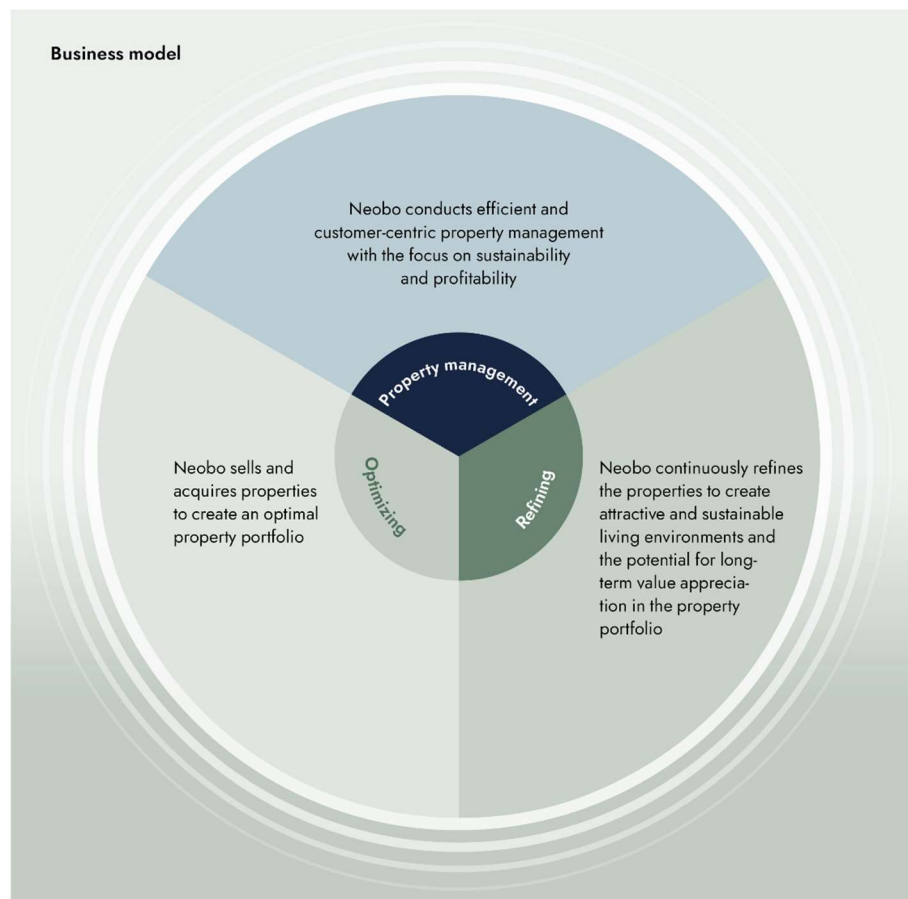 Business model
Neobo conducts efficient and
customer-centric property management
with the focus on sustainability
and profitability
Property management
Optimizing
Refining
Neobo sells and
acquires properties
to create an optimal
property portfolio
Neobo continuously refines
the properties to create
attractive and sustainable
living environments and
the potential for long-
term value apprecia-
tion in the property
portfolio